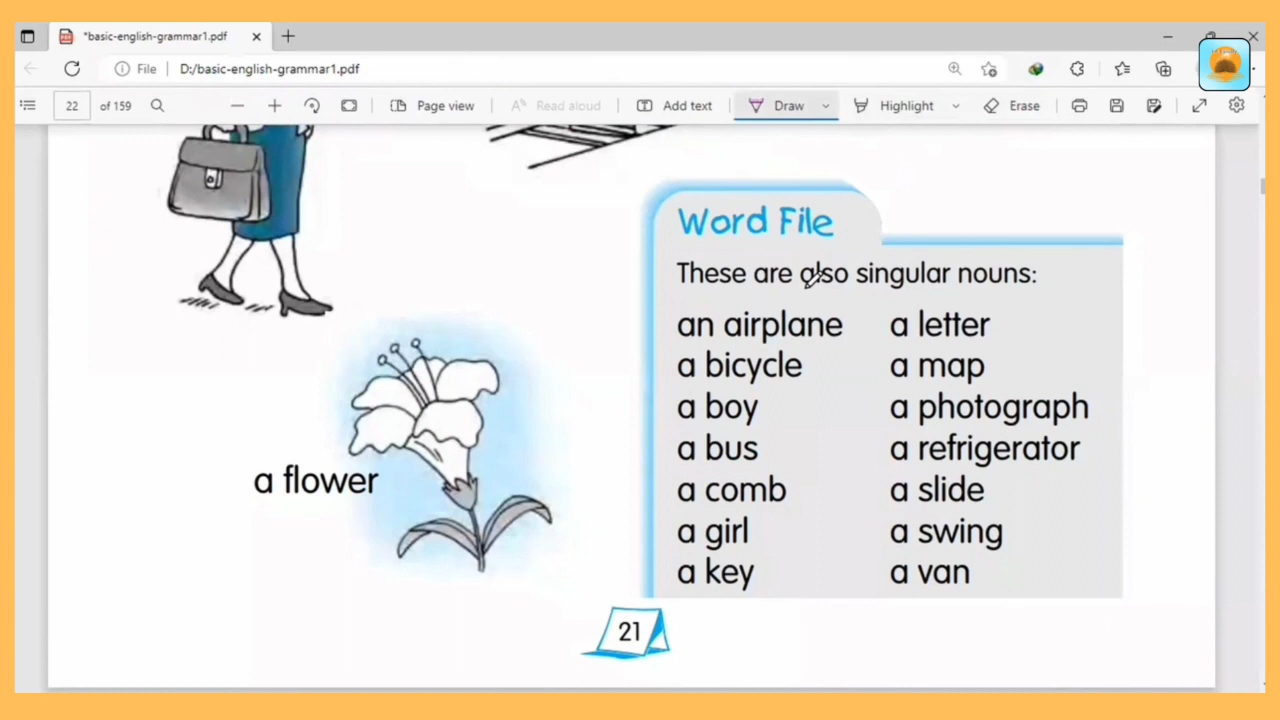 *basic-english-grammar1.pdf
File D:/basic-english-grammar1.pdf
22 of 159 Page view Read aloud Add text Draw Highlight Erase
Word File
These are also singular nouns:
an airplane a letter
a bicycle a map
a boy a photograph
a bus a refrigerator
a comb a slide
a girl a swing
a key a van
a flower
21